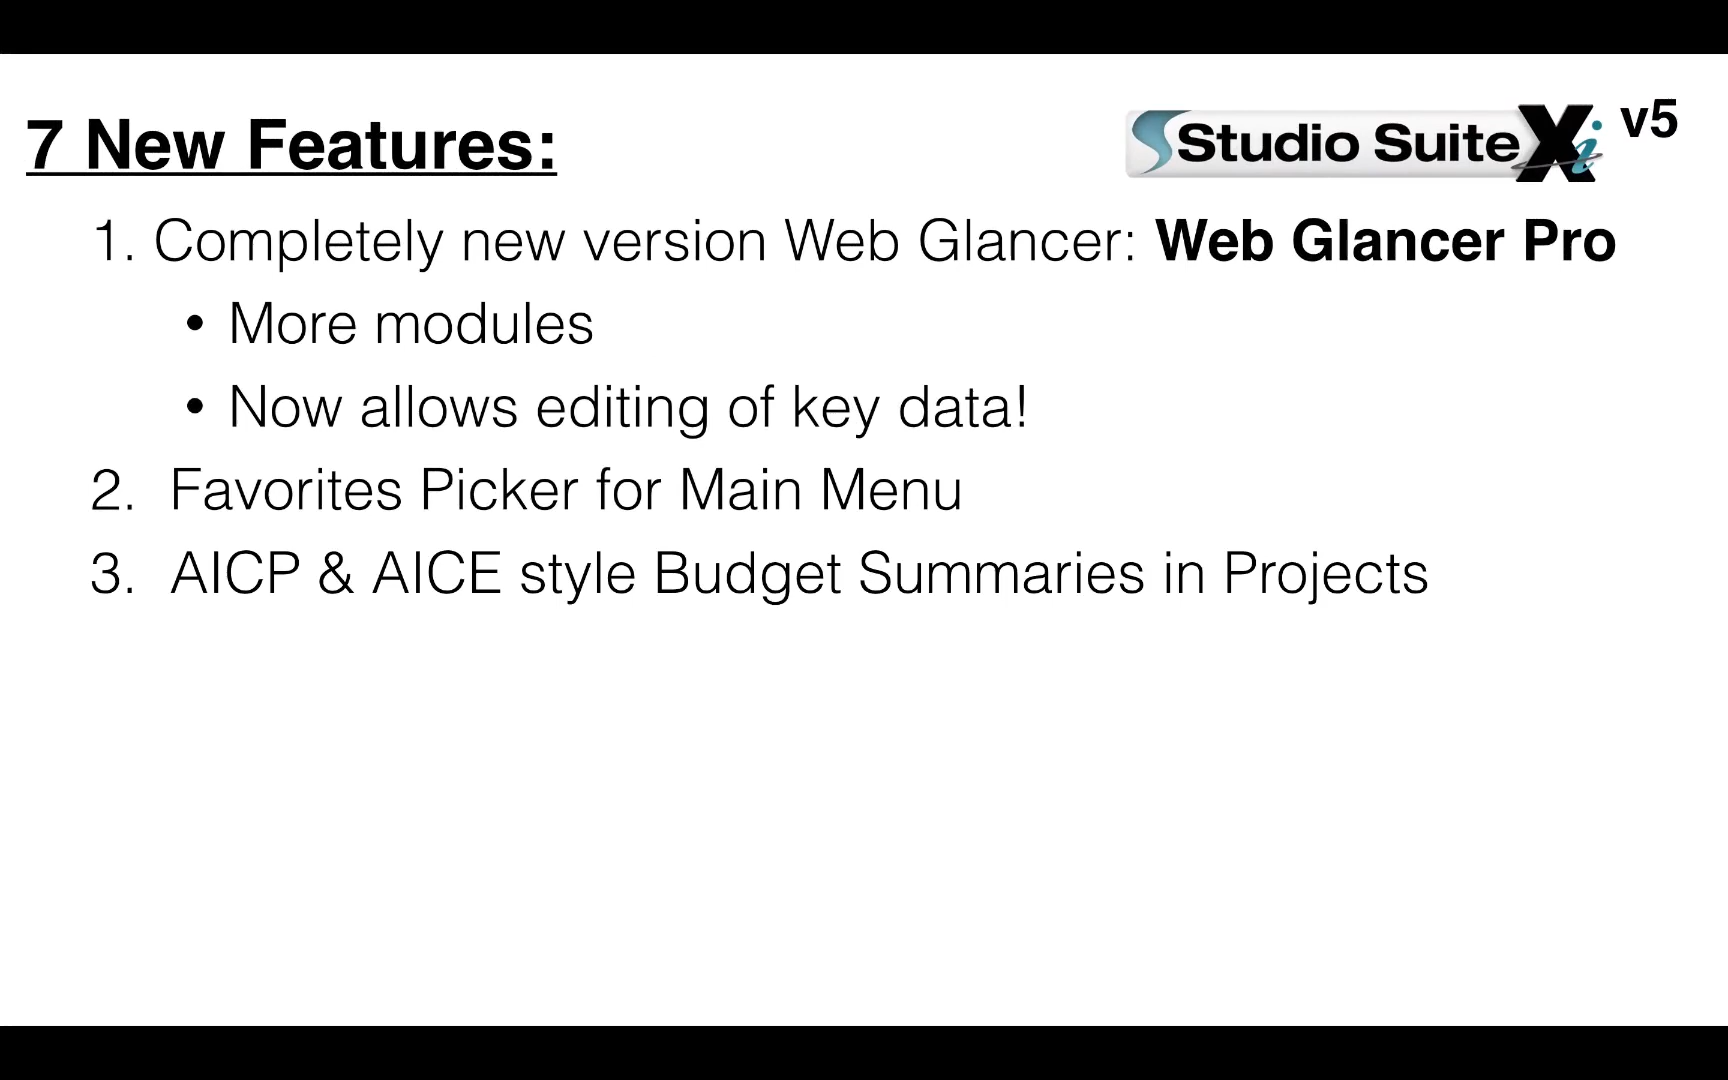 7 New Features:
Studio Suite Xi v5
1. Completely new version Web Glancer: Web Glancer Pro
• More modules
• Now allows editing of key data!
2. Favorites Picker for Main Menu
3. AICP & AICE style Budget Summaries in Projects